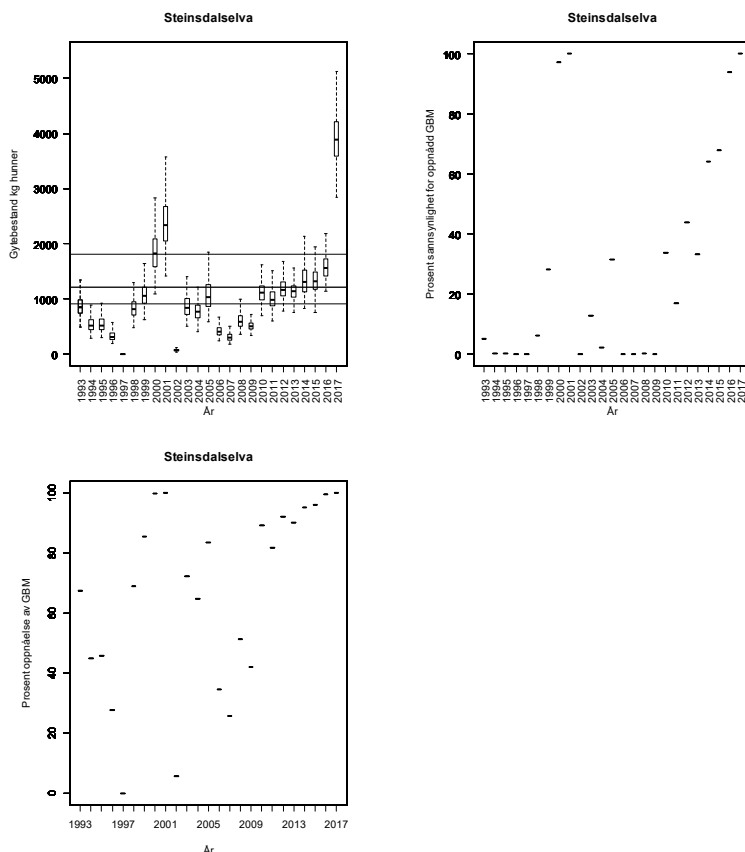 Steinsdalselva
Gytebestand kg hunner
5000
4000
3000
2000
1000
0
1993 1994 1995 1996 1997 1998 1999 2000 2001 2002 2003 2004 2005 2006 2007 2008 2009 2010 2011 2012 2013 2014 2015 2016 2017
År
Steinsdalselva
Prosent sannsynlighet for oppnådd GBM
100
80
60
40
20
0
1993 1994 1995 1996 1997 1998 1999 2000 2001 2002 2003 2004 2005 2006 2007 2008 2009 2010 2011 2012 2013 2014 2015 2016 2017
År
Steinsdalselva
Prosent oppnåelse av GBM
100
80
60
40
20
0
1993 1997 2001 2005 2009 2013 2017
År